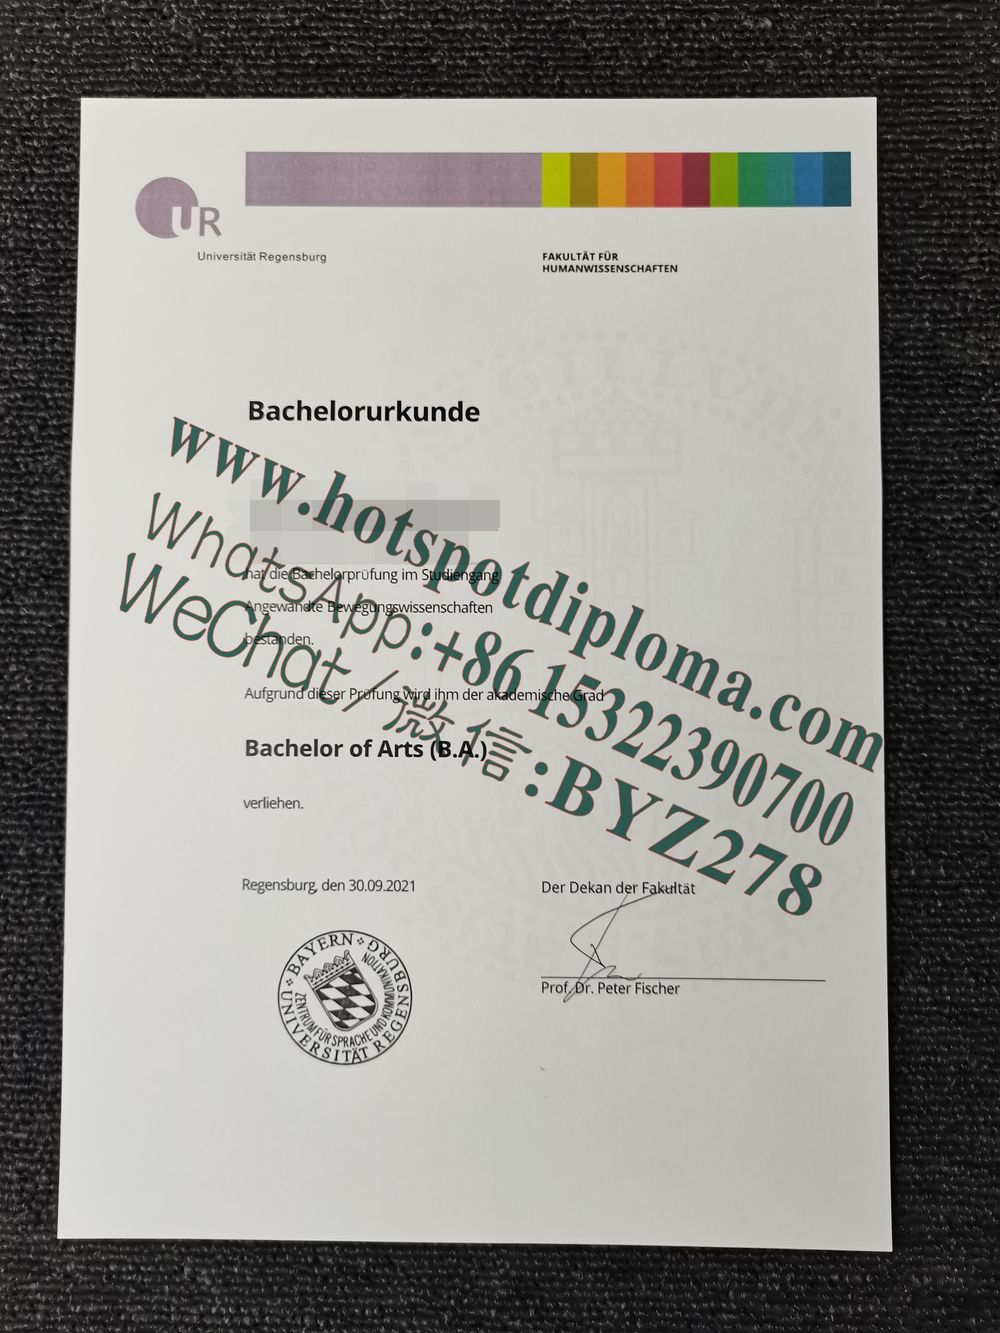 UR
Universität Regensburg
FAKULTÄT FÜR
HUMANWISSENSCHAFTEN
Bachelorurkunde
www.hotspotdiploma.com
WhatsApp:+86 15322390700
WeChat/微信:BYZ278
hat die Bachelorprüfung im Studiengang
Angewandte Bewegungswissenschaften
bestanden.
Aufgrund dieser Prüfung wird ihm der akademische Grad
Bachelor of Arts (B.A.)
verliehen.
Regensburg, den 30.09.2021
Der Dekan der Fakultät
Prof. Dr. Peter Fischer
BAYERN
UNIVERSITÄT REGENSBURG
ZENTRUM FÜR SPRACHE UND KOMMUNIKATION